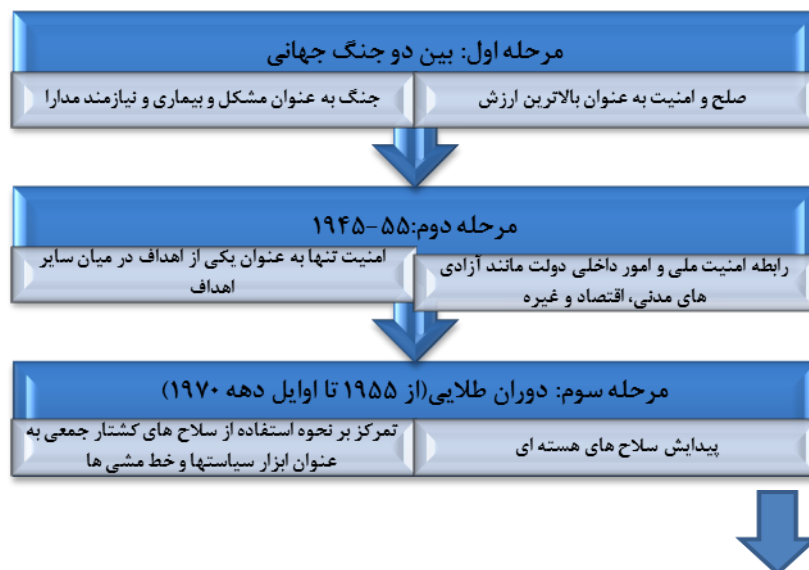 مرحله اول: بین دو جنگ جهانی
صلح و امنیت به عنوان بالاترین ارزش
جنگ به عنوان مشکل و بیماری و نیازمند مدارا
مرحله دوم:۵۵-۱۹۴۵
رابطه امنیت ملی و امور داخلی دولت مانند آزادی
های مدنی، اقتصاد و غیره
امنیت تنها به عنوان یکی از اهداف در میان سایر
اهداف
مرحله سوم: دوران طلایی(از ۱۹۵۵ تا اوایل دهه ۱۹۷۰)
پیدایش سلاح های هسته ای
تمرکز بر نحوه استفاده از سلاح های کشتار جمعی به
عنوان ابزار سیاستها و خط مشی ها